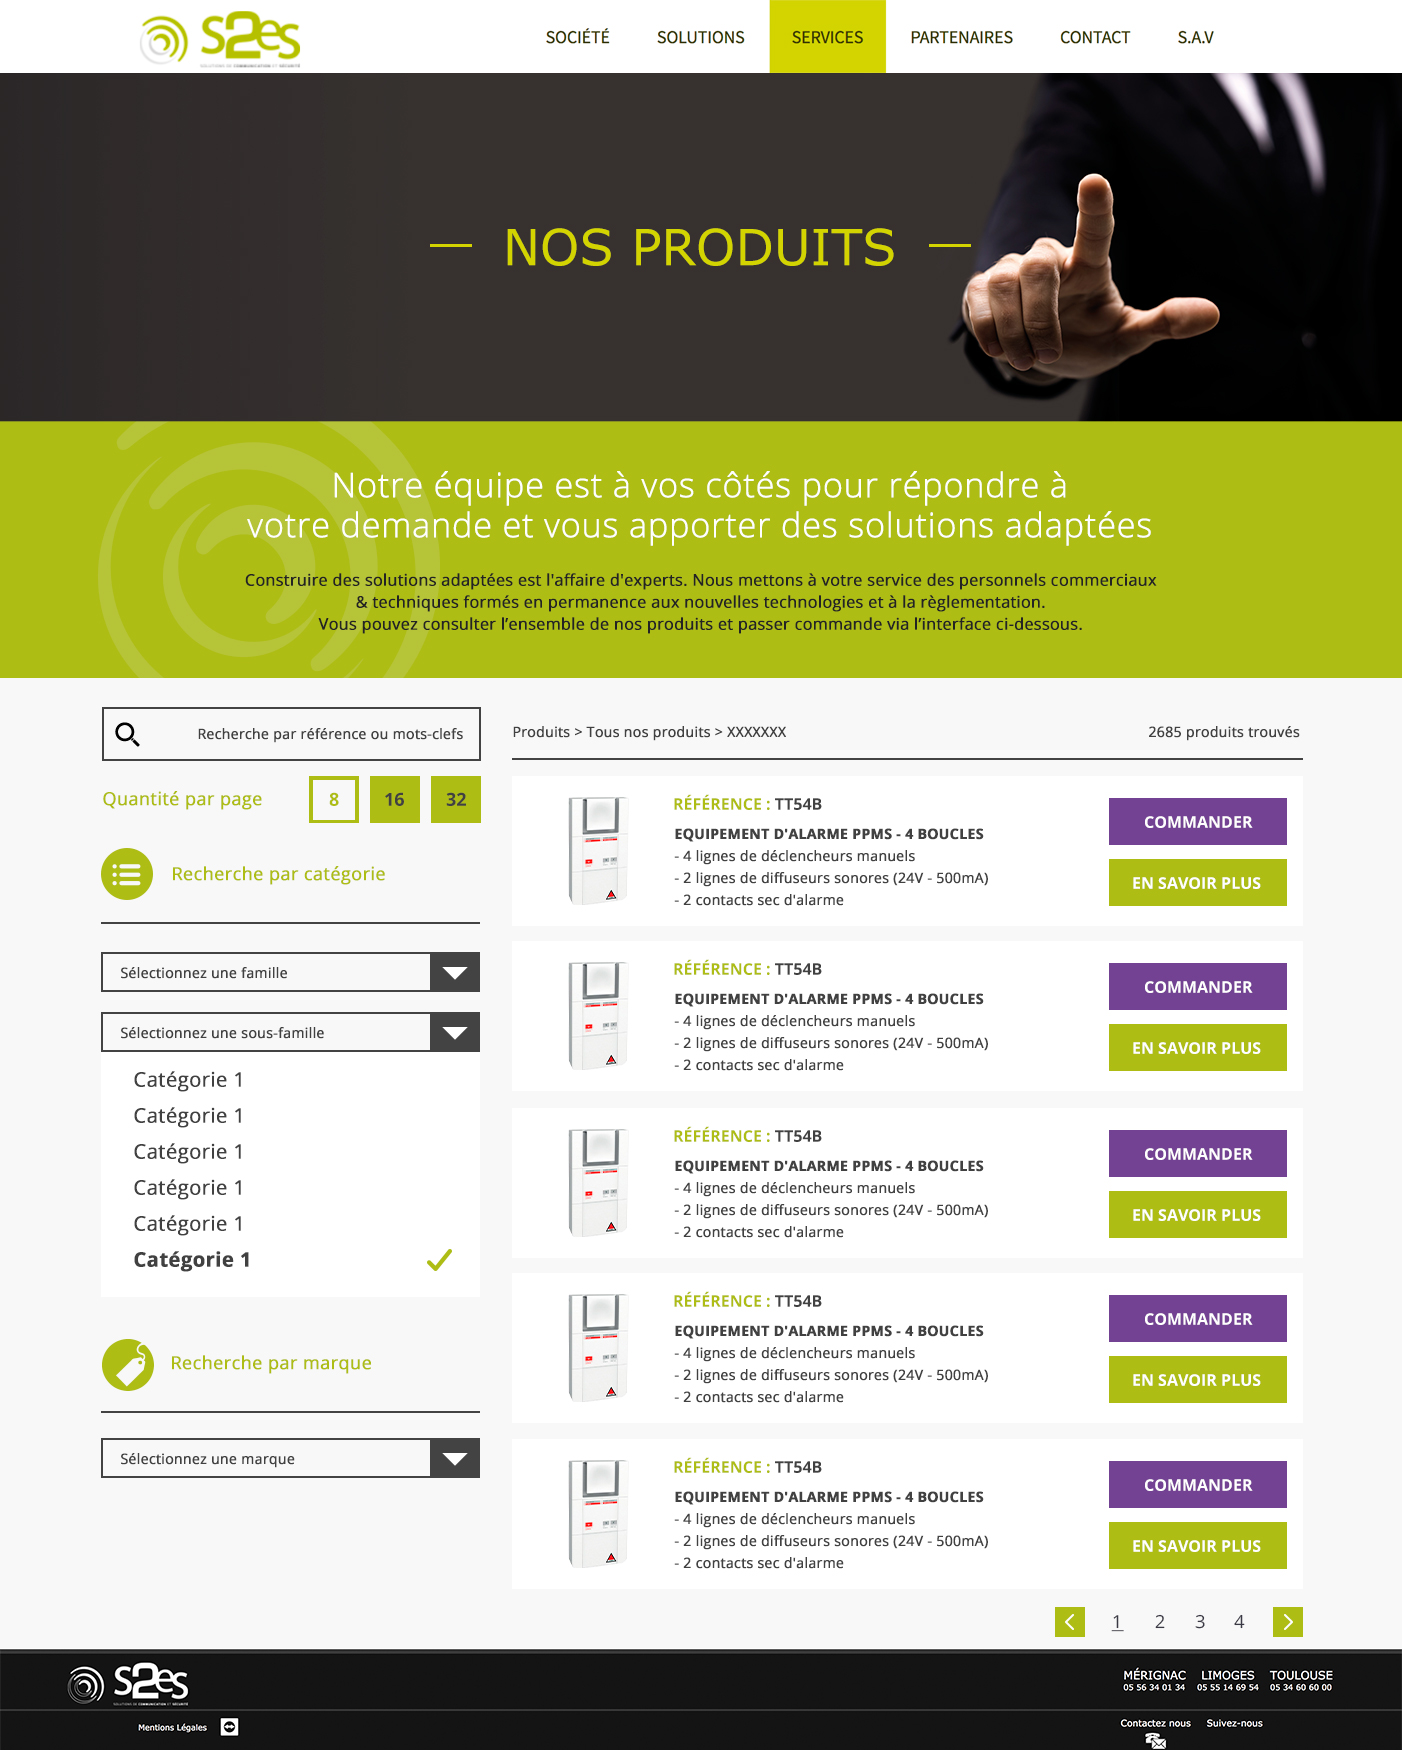 S2es
SOLUTIONS DE COMMUNICATION ET SÉCURITÉ
SOCIÉTÉ SOLUTIONS SERVICES PARTENAIRES CONTACT S.A.V
NOS PRODUITS
Notre équipe est à vos côtés pour répondre à
votre demande et vous apporter des solutions adaptées
Construire des solutions adaptées est l'affaire d'experts. Nous mettons à votre service des personnels commerciaux
& techniques formés en permanence aux nouvelles technologies et à la règlementation.
Vous pouvez consulter l’ensemble de nos produits et passer commande via l’interface ci-dessous.
Recherche par référence ou mots-clefs
Quantité par page 8 16 32
Recherche par catégorie
Sélectionnez une famille
Sélectionnez une sous-famille
Catégorie 1
Catégorie 1
Catégorie 1
Catégorie 1
Catégorie 1
Catégorie 1
Recherche par marque
Sélectionnez une marque
Produits > Tous nos produits > XXXXXXX 2685 produits trouvés
RÉFÉRENCE : TT54B
EQUIPEMENT D'ALARME PPMS - 4 BOUCLES
- 4 lignes de déclencheurs manuels
- 2 lignes de diffuseurs sonores (24V - 500mA)
- 2 contacts sec d'alarme
COMMANDER
EN SAVOIR PLUS
RÉFÉRENCE : TT54B
EQUIPEMENT D'ALARME PPMS - 4 BOUCLES
- 4 lignes de déclencheurs manuels
- 2 lignes de diffuseurs sonores (24V - 500mA)
- 2 contacts sec d'alarme
COMMANDER
EN SAVOIR PLUS
RÉFÉRENCE : TT54B
EQUIPEMENT D'ALARME PPMS - 4 BOUCLES
- 4 lignes de déclencheurs manuels
- 2 lignes de diffuseurs sonores (24V - 500mA)
- 2 contacts sec d'alarme
COMMANDER
EN SAVOIR PLUS
RÉFÉRENCE : TT54B
EQUIPEMENT D'ALARME PPMS - 4 BOUCLES
- 4 lignes de déclencheurs manuels
- 2 lignes de diffuseurs sonores (24V - 500mA)
- 2 contacts sec d'alarme
COMMANDER
EN SAVOIR PLUS
RÉFÉRENCE : TT54B
EQUIPEMENT D'ALARME PPMS - 4 BOUCLES
- 4 lignes de déclencheurs manuels
- 2 lignes de diffuseurs sonores (24V - 500mA)
- 2 contacts sec d'alarme
COMMANDER
EN SAVOIR PLUS
1 2 3 4
S2es
SOLUTIONS DE COMMUNICATION ET SÉCURITÉ
MÉRIGNAC LIMOGES TOULOUSE
05 56 34 01 34 05 55 14 69 54 05 34 60 60 00
Mentions Légales
Contactez nous Suivez-nous